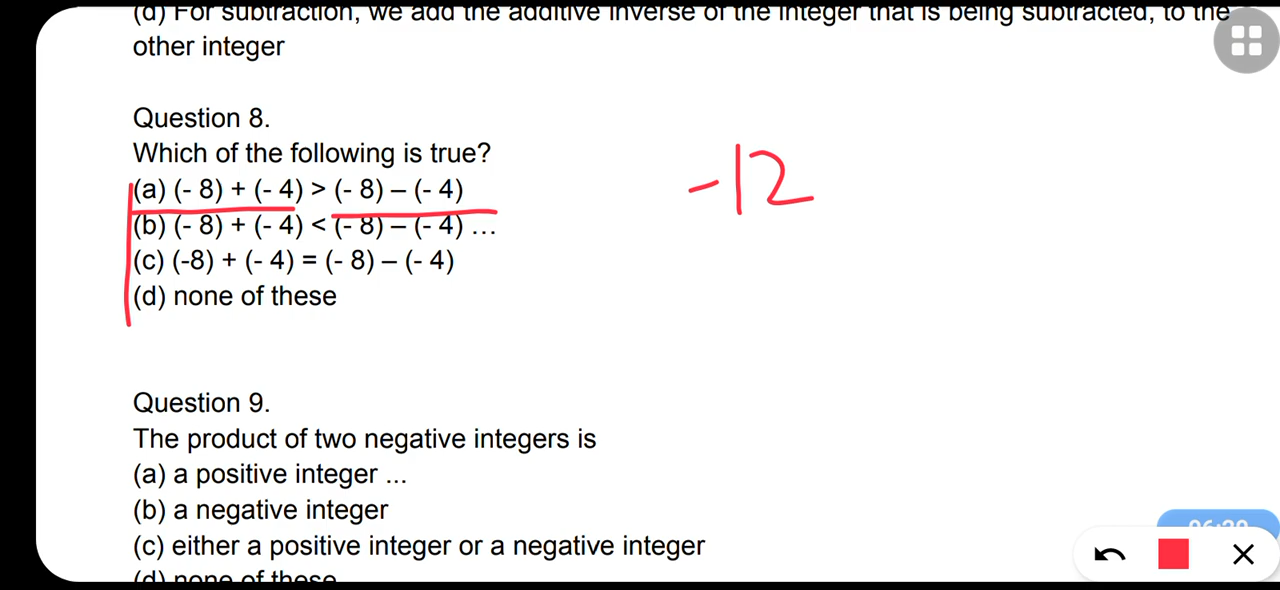 (d) For subtraction, we add the additive inverse of the integer that is being subtracted, to the
other integer
Question 8.
Which of the following is true?
(a) (- 8) + (- 4) > (- 8) – (- 4)
-12
(b) (- 8) + (- 4) < (- 8) – (- 4) ...
(c) (-8) + (- 4) = (- 8) – (- 4)
(d) none of these
Question 9.
The product of two negative integers is
(a) a positive integer ...
(b) a negative integer
(c) either a positive integer or a negative integer
(d) none of these